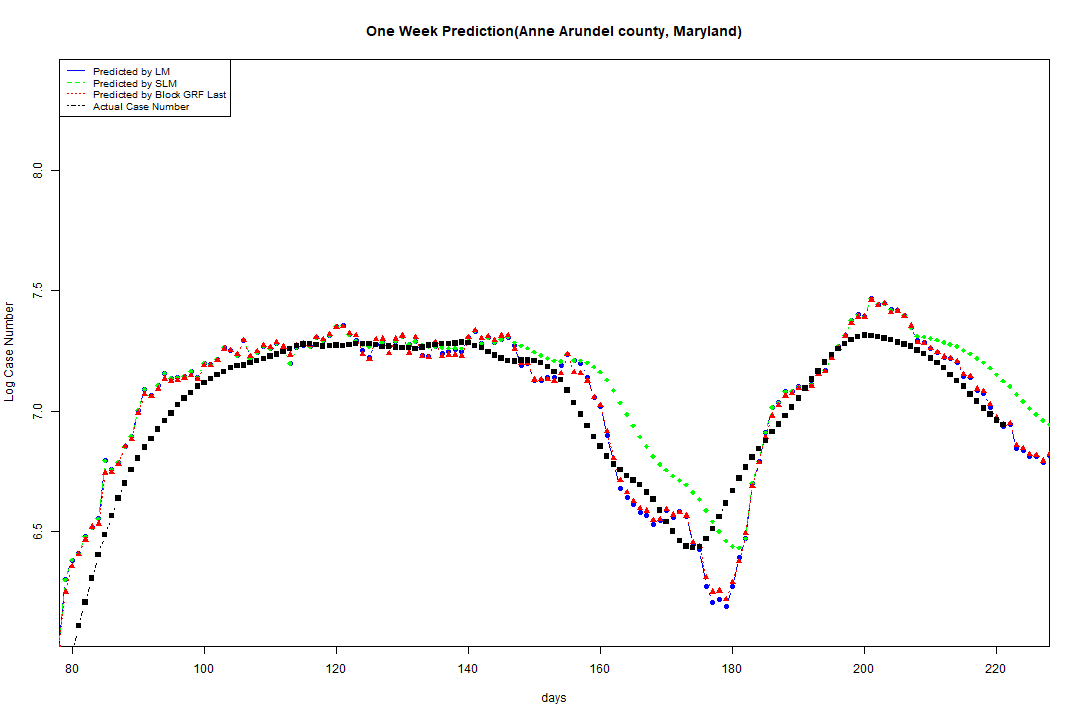 One Week Prediction(Anne Arundel county, Maryland)
Predicted by LM
Predicted by SLM
Predicted by Block GRF Last
Actual Case Number
8.0
7.5
7.0
6.5
Log Case Number
80 100 120 140 160 180 200 220
days